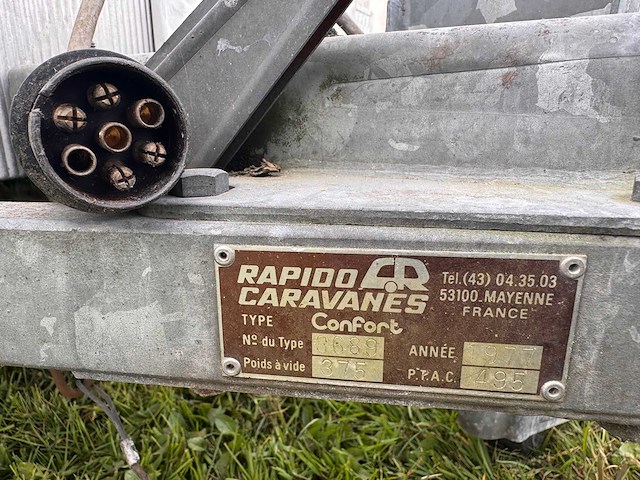 RAPIDO
CARAVANES
Tél.(43) 04.35.03
53100.MAYENNE
FRANCE
TYPE Confort
Nº du Type
ANNÉE
Poids à vide 375
P.T.A.C. 495